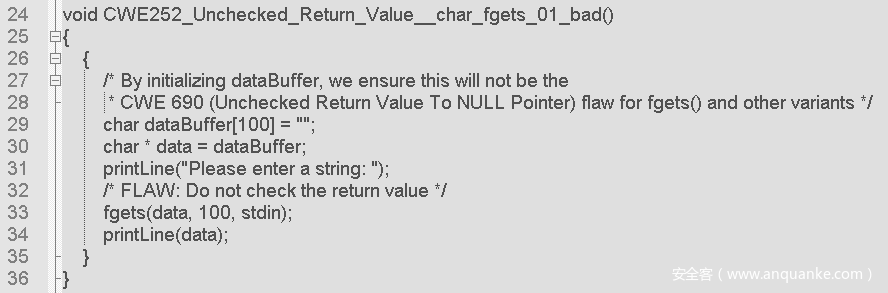 24 void CWE252_Unchecked_Return_Value__char_fgets_01_bad()
25 {
26 {
27 /* By initializing dataBuffer, we ensure this will not be the
28 * CWE 690 (Unchecked Return Value To NULL Pointer) flaw for fgets() and other variants */
29 char dataBuffer[100] = "";
30 char * data = dataBuffer;
31 printLine("Please enter a string: ");
32 /* FLAW: Do not check the return value */
33 fgets(data, 100, stdin);
34 printLine(data);
35 }
36 }
安全客（www.anquanke.com）